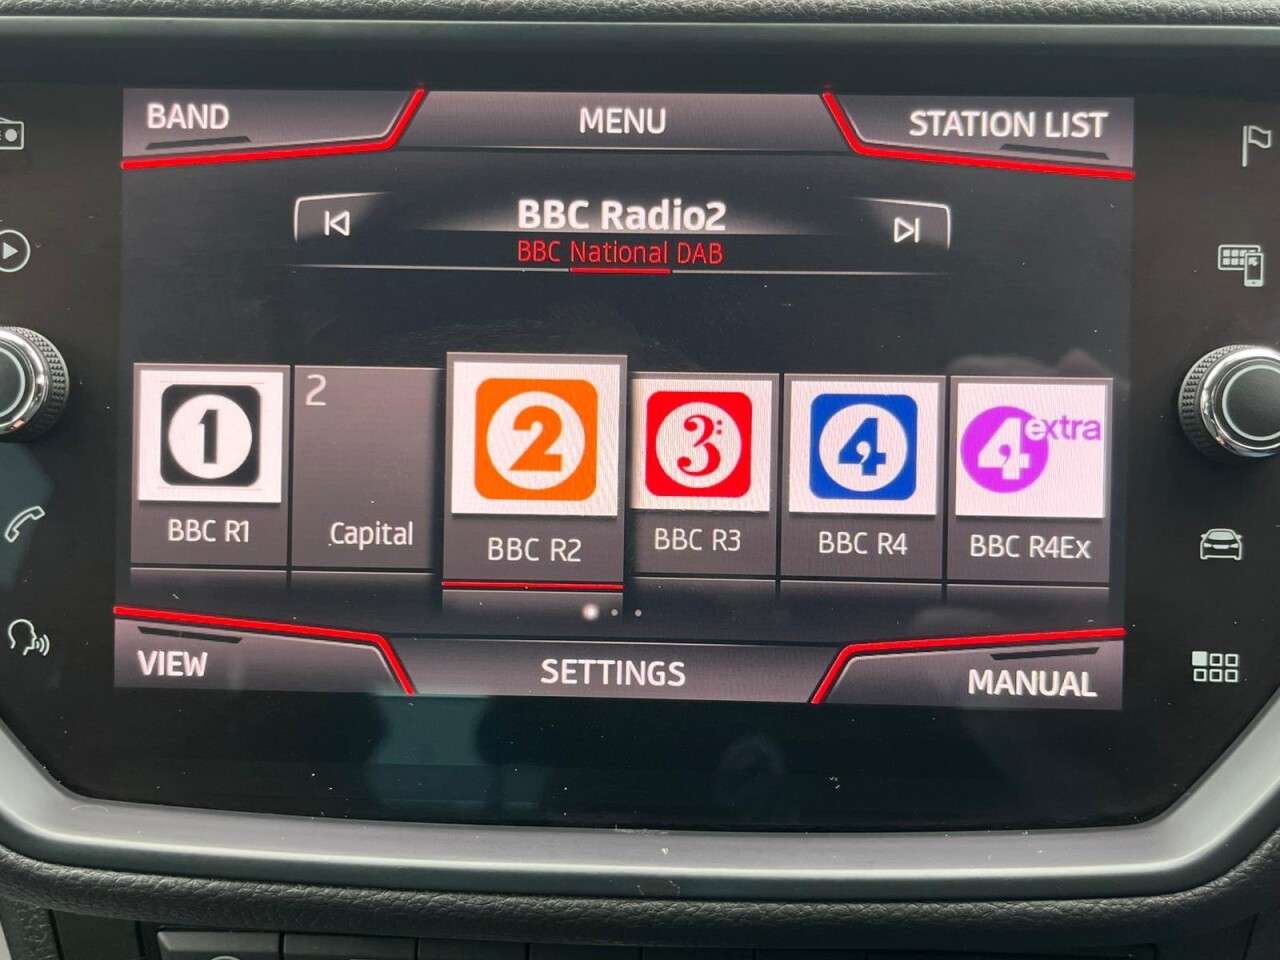 BAND
MENU
STATION LIST
BBC Radio2
BBC National DAB
1
2
2
3:
4
4 extra
BBC R1
Capital
BBC R2
BBC R3
BBC R4
BBC R4Ex
VIEW
SETTINGS
MANUAL